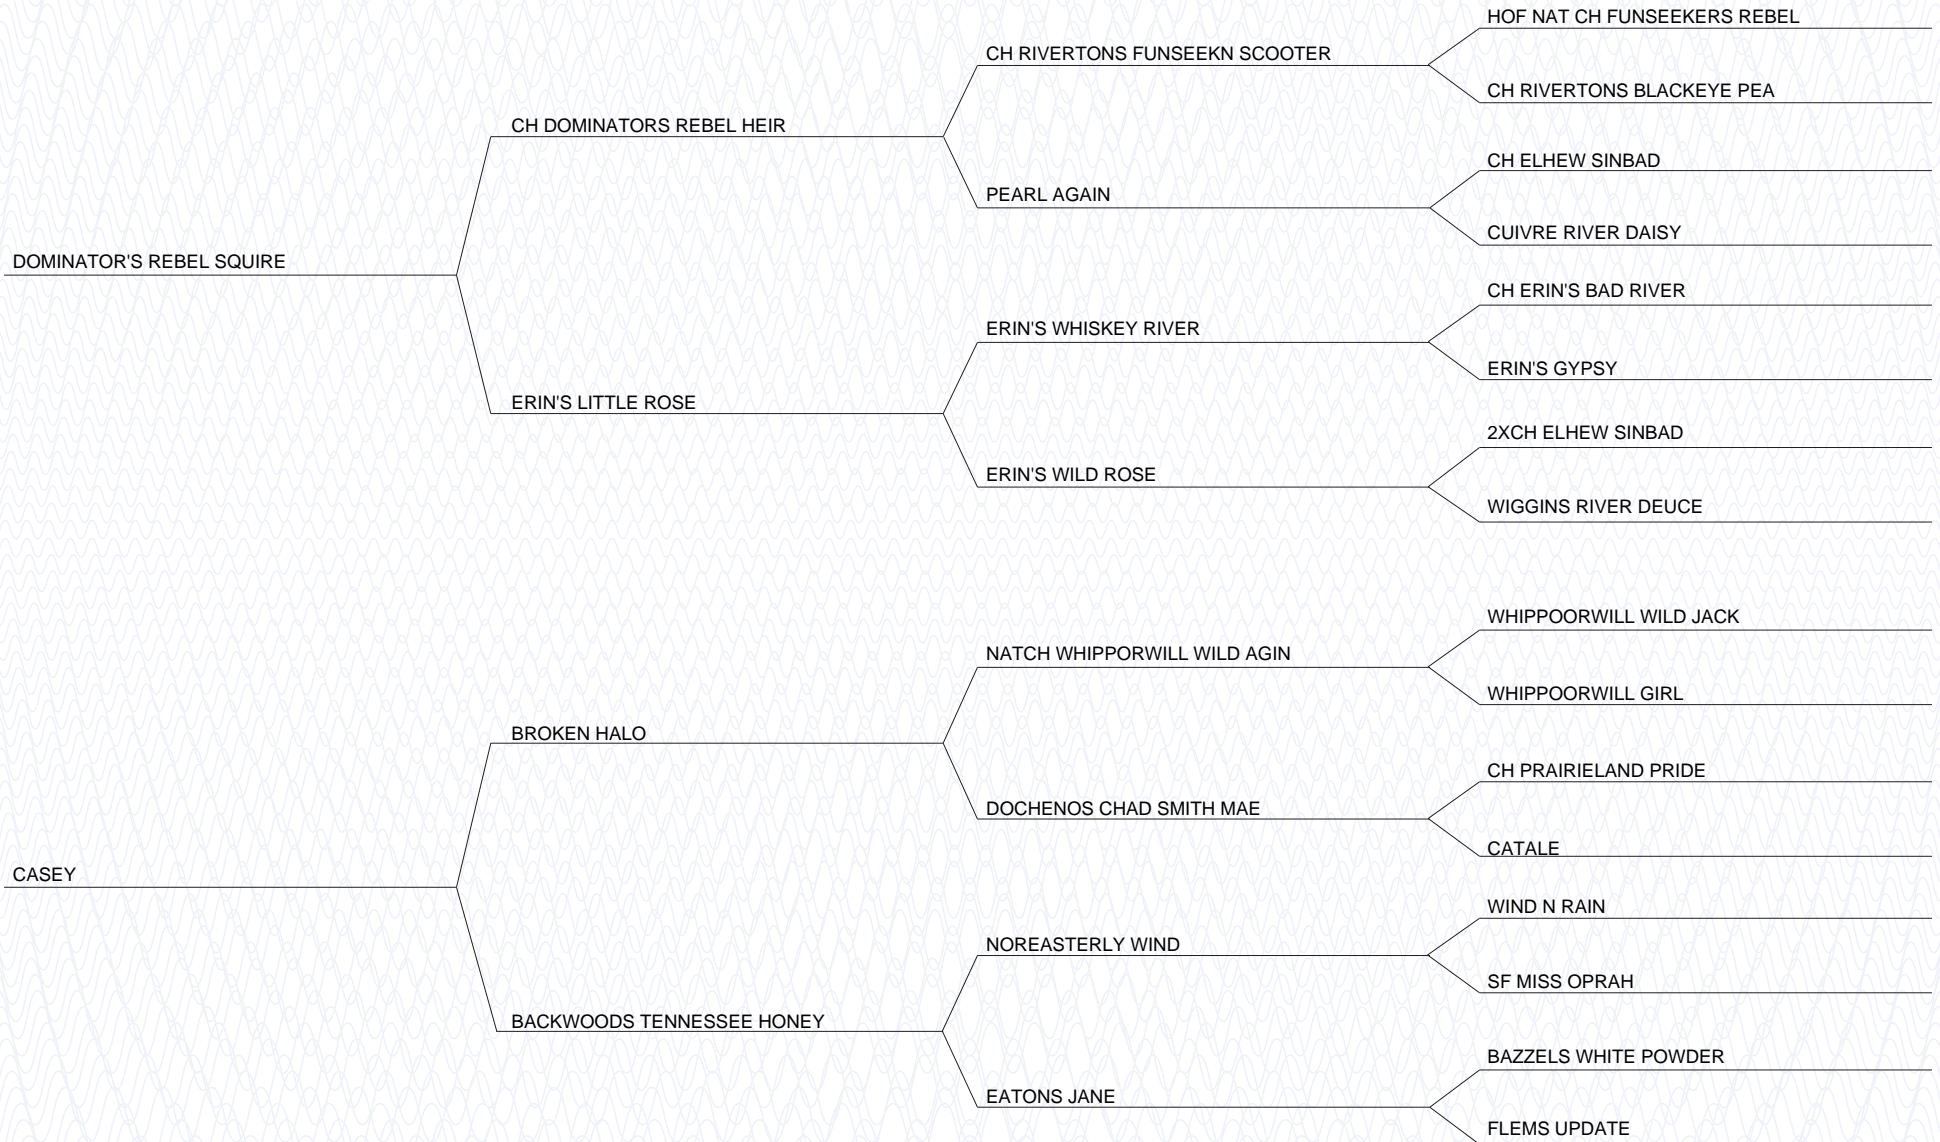 HOF NAT CH FUNSEEKERS REBEL
CH RIVERTONS FUNSEEKN SCOOTER
CH RIVERTONS BLACKEYE PEA
CH DOMINATORS REBEL HEIR
CH ELHEW SINBAD
PEARL AGAIN
CUIVRE RIVER DAISY
DOMINATOR'S REBEL SQUIRE
CH ERIN'S BAD RIVER
ERIN'S WHISKEY RIVER
ERIN'S GYPSY
ERIN'S LITTLE ROSE
2XCH ELHEW SINBAD
ERIN'S WILD ROSE
WIGGINS RIVER DEUCE
WHIPPOORWILL WILD JACK
NATCH WHIPPORWILL WILD AGIN
WHIPPOORWILL GIRL
BROKEN HALO
CH PRAIRIELAND PRIDE
DOCHENOS CHAD SMITH MAE
CATALE
CASEY
WIND N RAIN
NOREASTERLY WIND
SF MISS OPRAH
BACKWOODS TENNESSEE HONEY
BAZZELS WHITE POWDER
EATONS JANE
FLEMS UPDATE